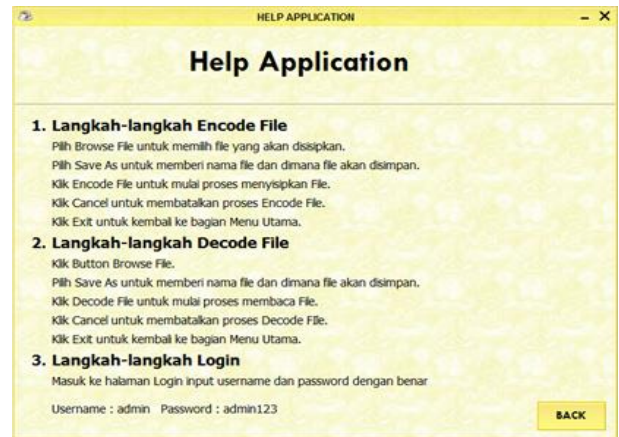 HELP APPLICATION
Help Application
1. Langkah-langkah Encode File
Pilih Browse File untuk memilih file yang akan disisipkan.
Pilih Save As untuk memberi nama file dan dimana file akan disimpan.
Klik Encode File untuk mulai proses menyisipkan File.
Klik Cancel untuk membatalkan proses Encode File.
Klik Exit untuk kembali ke bagian Menu Utama.
2. Langkah-langkah Decode File
Klik Button Browse File.
Pilih Save As untuk memberi nama file dan dimana file akan disimpan.
Klik Decode File untuk mulai proses membaca File.
Klik Cancel untuk membatalkan proses Decode FIle.
Klik Exit untuk kembali ke bagian Menu Utama.
3. Langkah-langkah Login
Masuk ke halaman Login input username dan password dengan benar
Username : admin Password : admin123
BACK